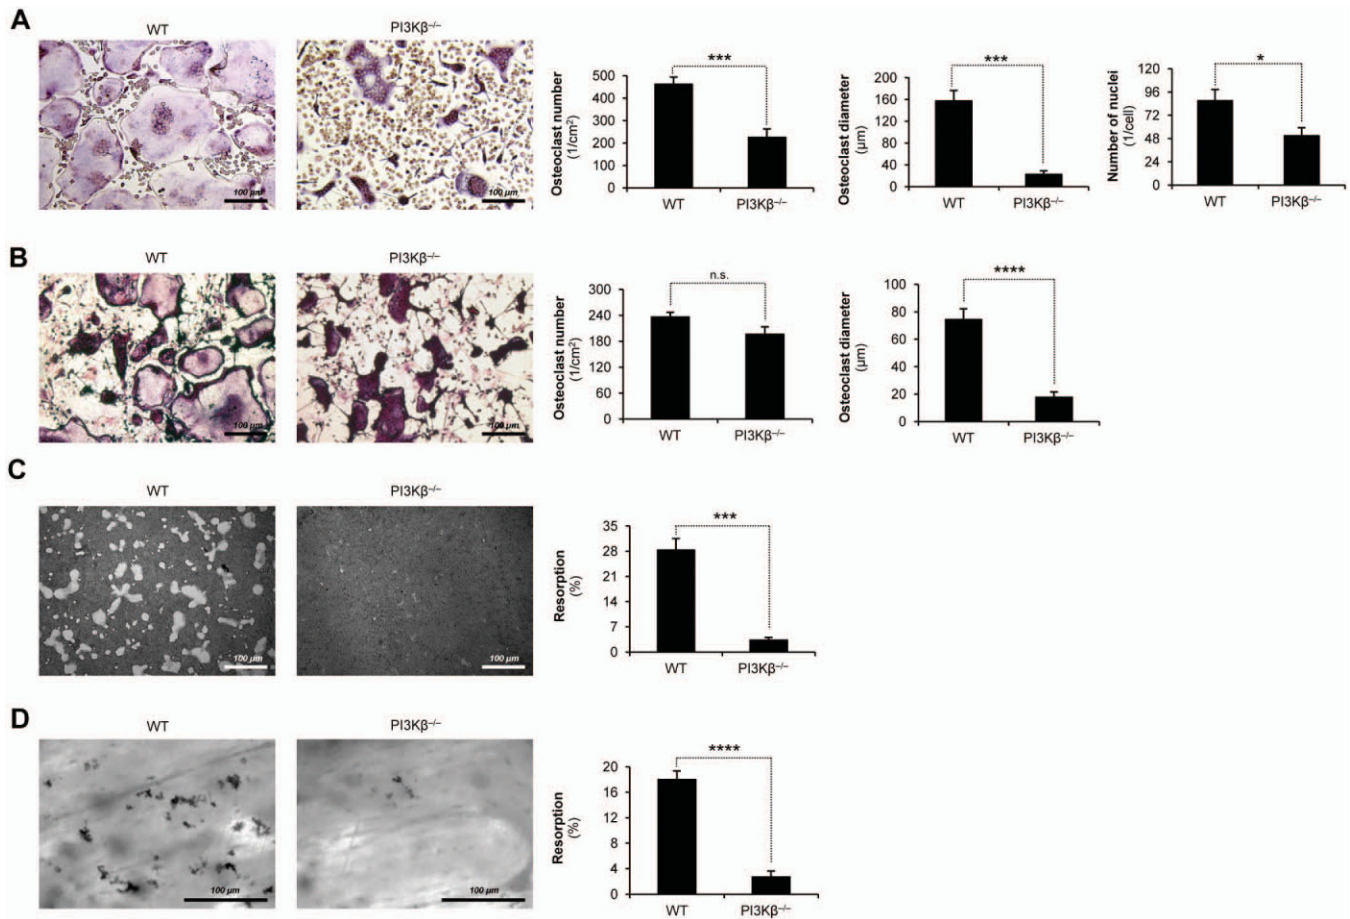 A
WT
PI3Kβ–/–
100 µm
100 µm
Osteoclast number
(1/cm²)
500
400
300
200
100
0
***
WT
PI3Kβ–/–
Osteoclast diameter
(µm)
200
160
120
80
40
0
***
WT
PI3Kβ–/–
Number of nuclei
(1/cell)
120
96
72
48
24
0
*
WT
PI3Kβ–/–
B
WT
PI3Kβ–/–
100 µm
100 µm
Osteoclast number
(1/cm²)
300
240
180
120
60
0
n.s.
WT
PI3Kβ–/–
Osteoclast diameter
(µm)
100
80
60
40
20
0
****
WT
PI3Kβ–/–
C
WT
PI3Kβ–/–
100 µm
100 µm
Resorption
(%)
35
28
21
14
7
0
***
WT
PI3Kβ–/–
D
WT
PI3Kβ–/–
100 µm
100 µm
Resorption
(%)
20
16
12
8
4
0
****
WT
PI3Kβ–/–